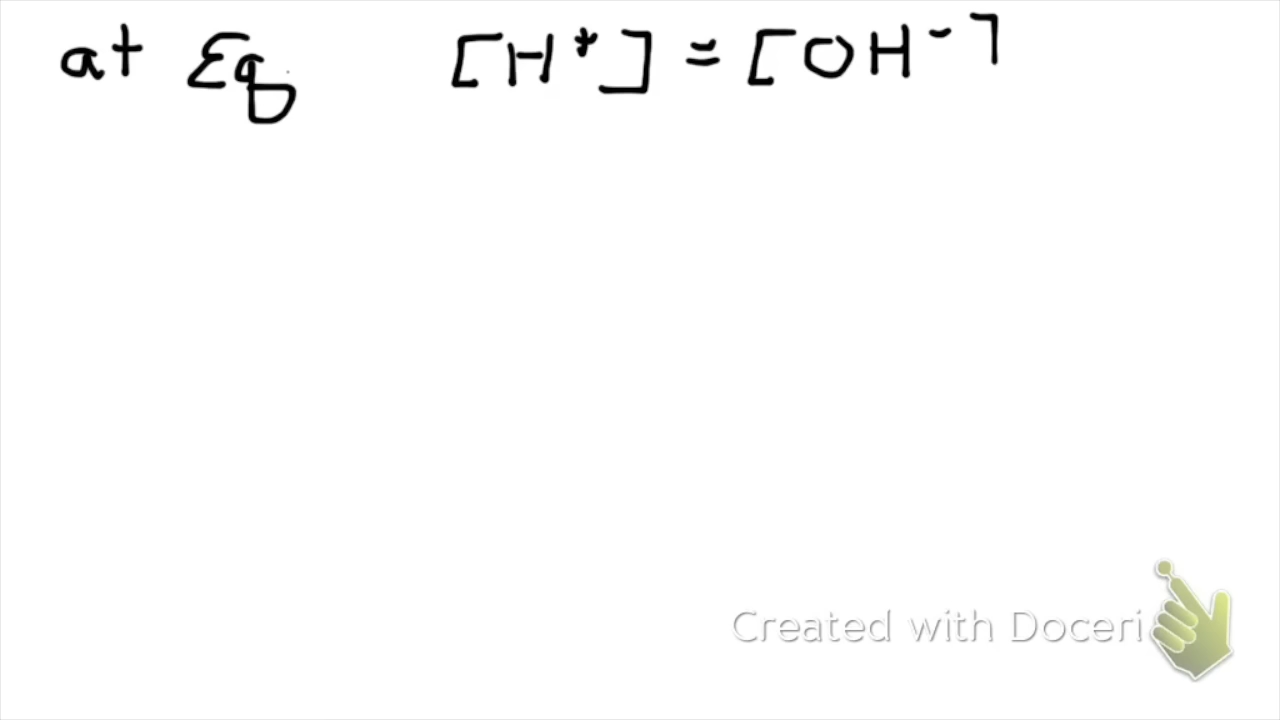 at Eq [H⁺] = [OH⁻]
Created with Doceri